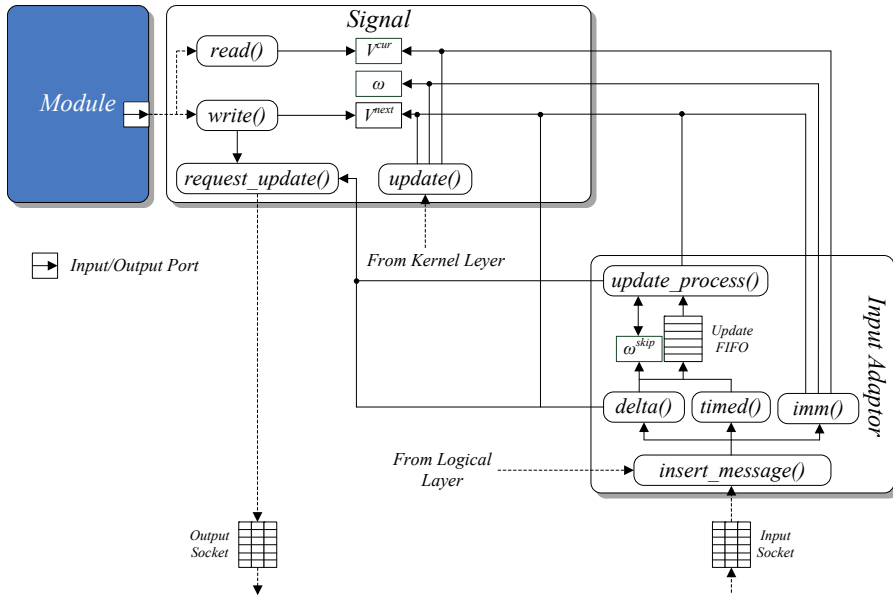 Signal
Module
read()
V^cur
ω
write()
V^next
request_update()
update()
From Kernel Leyer
Input/Output Port
update_process()
Input Adaptor
ω^skip
Update
FIFO
delta()
timed()
imm()
From Logical
Layer
insert_message()
Output
Socket
Input
Socket